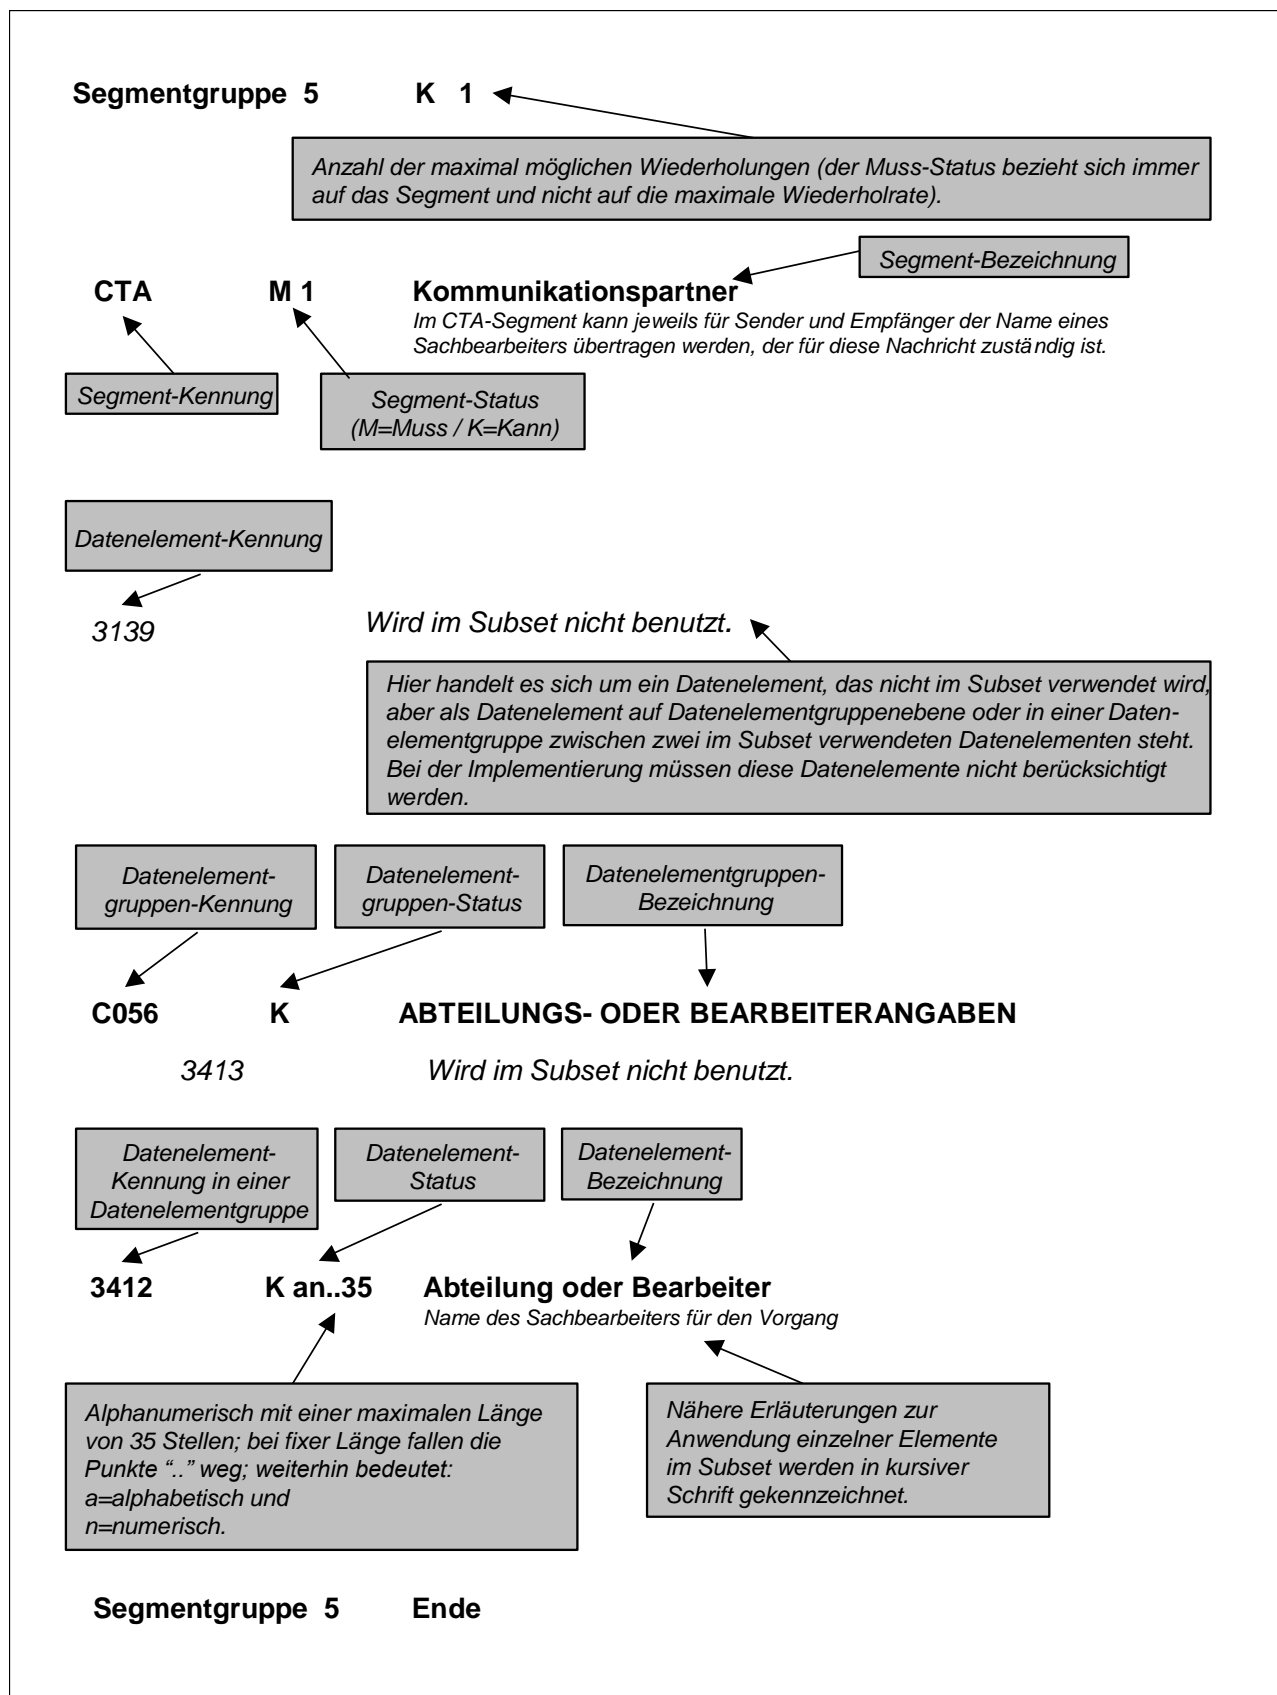 Segmentgruppe 5 K 1
Anzahl der maximal möglichen Wiederholungen (der Muss-Status bezieht sich immer
auf das Segment und nicht auf die maximale Wiederholrate).
Segment-Bezeichnung
CTA M 1 Kommunikationspartner
Im CTA-Segment kann jeweils für Sender und Empfänger der Name eines
Sachbearbeiters übertragen werden, der für diese Nachricht zuständig ist.
Segment-Kennung
Segment-Status
(M=Muss / K=Kann)
Datenelement-Kennung
3139 Wird im Subset nicht benutzt.
Hier handelt es sich um ein Datenelement, das nicht im Subset verwendet wird,
aber als Datenelement auf Datenelementgruppenebene oder in einer Daten-
elementgruppe zwischen zwei im Subset verwendeten Datenelementen steht.
Bei der Implementierung müssen diese Datenelemente nicht berücksichtigt
werden.
Datenelement-
gruppen-Kennung
Datenelement-
gruppen-Status
Datenelementgruppen-
Bezeichnung
C056 K ABTEILUNGS- ODER BEARBEITERANGABEN
3413 Wird im Subset nicht benutzt.
Datenelement-
Kennung in einer
Datenelementgruppe
Datenelement-
Status
Datenelement-
Bezeichnung
3412 K an..35 Abteilung oder Bearbeiter
Name des Sachbearbeiters für den Vorgang
Alphanumerisch mit einer maximalen Länge
von 35 Stellen; bei fixer Länge fallen die
Punkte “..” weg; weiterhin bedeutet:
a=alphabetisch und
n=numerisch.
Nähere Erläuterungen zur
Anwendung einzelner Elemente
im Subset werden in kursiver
Schrift gekennzeichnet.
Segmentgruppe 5 Ende